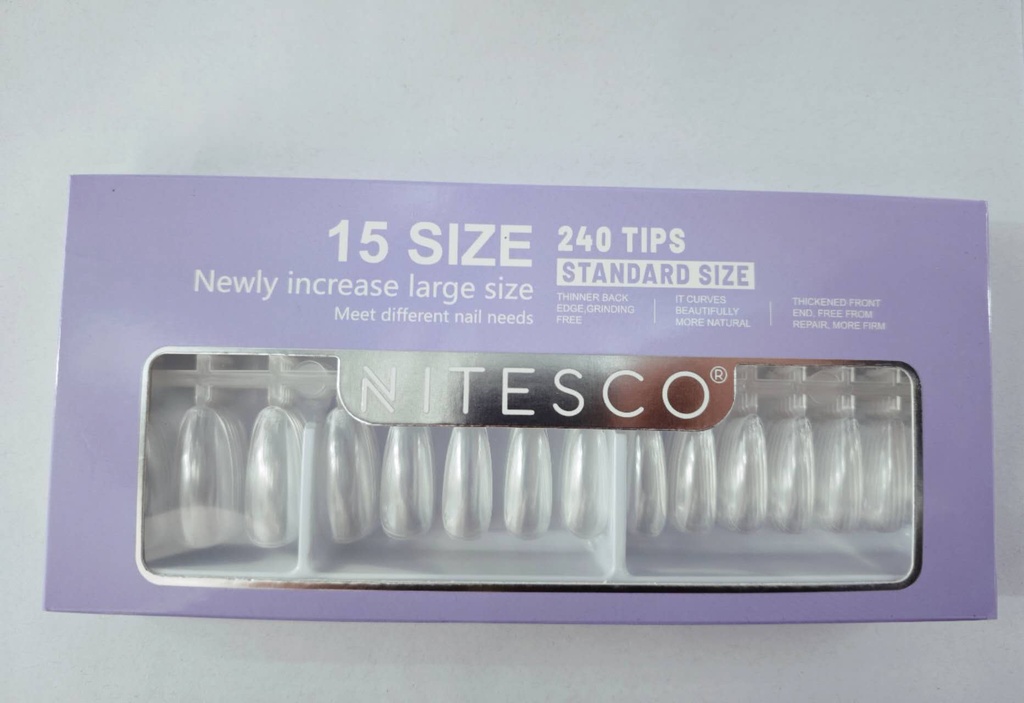 15 SIZE
Newly increase large size
Meet different nail needs
240 TIPS
STANDARD SIZE
THINNER BACK
EDGE,GRINDING
FREE
IT CURVES
BEAUTIFULLY
MORE NATURAL
THICKENED FRONT
END, FREE FROM
REPAIR, MORE FIRM
NITESCO®